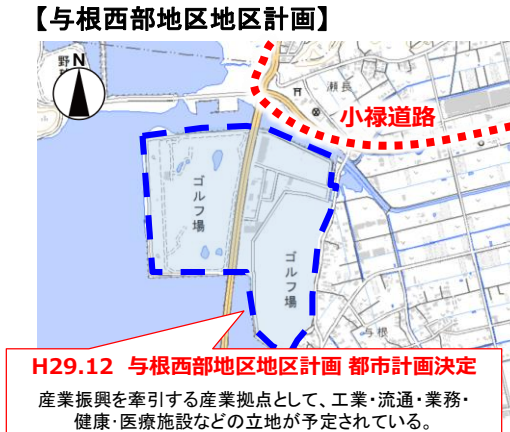 【与根西部地区地区計画】
N
瀬長
小禄道路
ゴルフ場
ゴルフ場
与根
H29.12 与根西部地区地区計画 都市計画決定
産業振興を牽引する産業拠点として、工業・流通・業務・
健康・医療施設などの立地が予定されている。